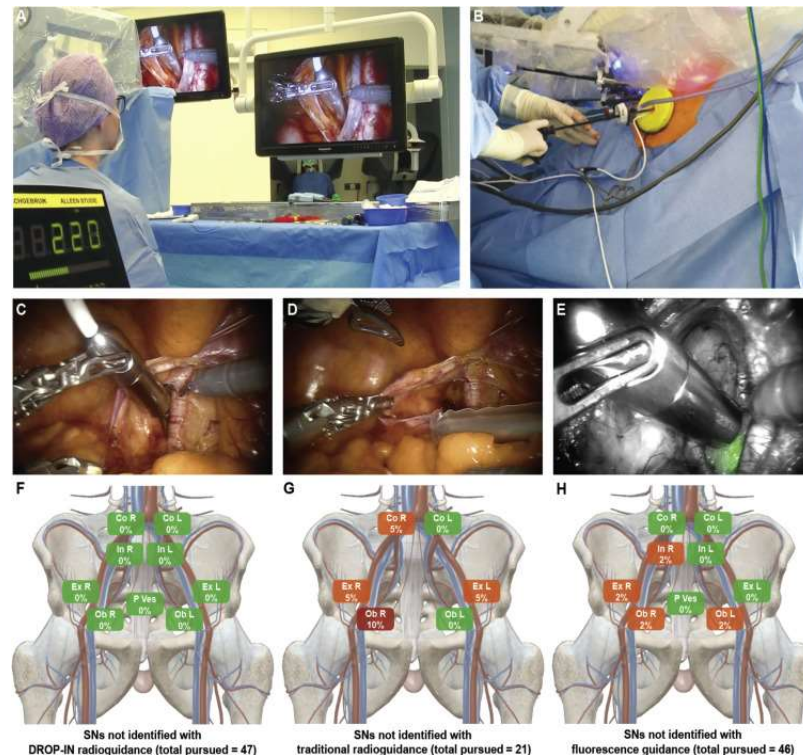 A
B
CHOEBRUIK ALLEEN STUDIE
220
C
D
E
F
Co R
0%
Co L
0%
In R
0%
In L
0%
Ex R
0%
Ex L
0%
P Ves
0%
Ob R
0%
Ob L
0%
SNs not identified with
DROP-IN radioguidance (total pursued = 47)
G
Co R
5%
Co L
0%
Ex R
5%
Ex L
5%
Ob R
10%
Ob L
0%
SNs not identified with
traditional radioguidance (total pursued = 21)
H
Co R
0%
Co L
0%
In R
2%
In L
0%
Ex R
2%
Ex L
0%
P Ves
0%
Ob R
2%
Ob L
2%
SNs not identified with
fluorescence guidance (total pursued = 46)